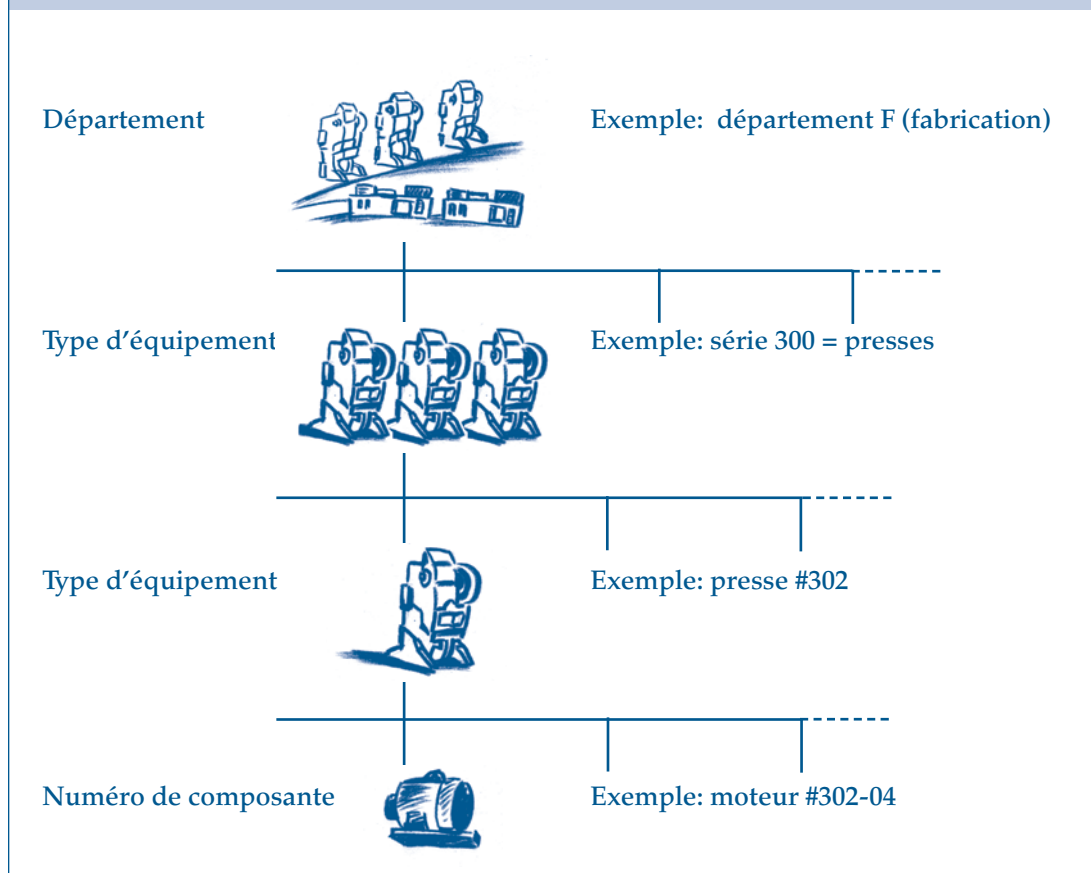 Département
Exemple: département F (fabrication)
Type d’équipement
Exemple: série 300 = presses
Type d’équipement
Exemple: presse #302
Numéro de composante
Exemple: moteur #302-04